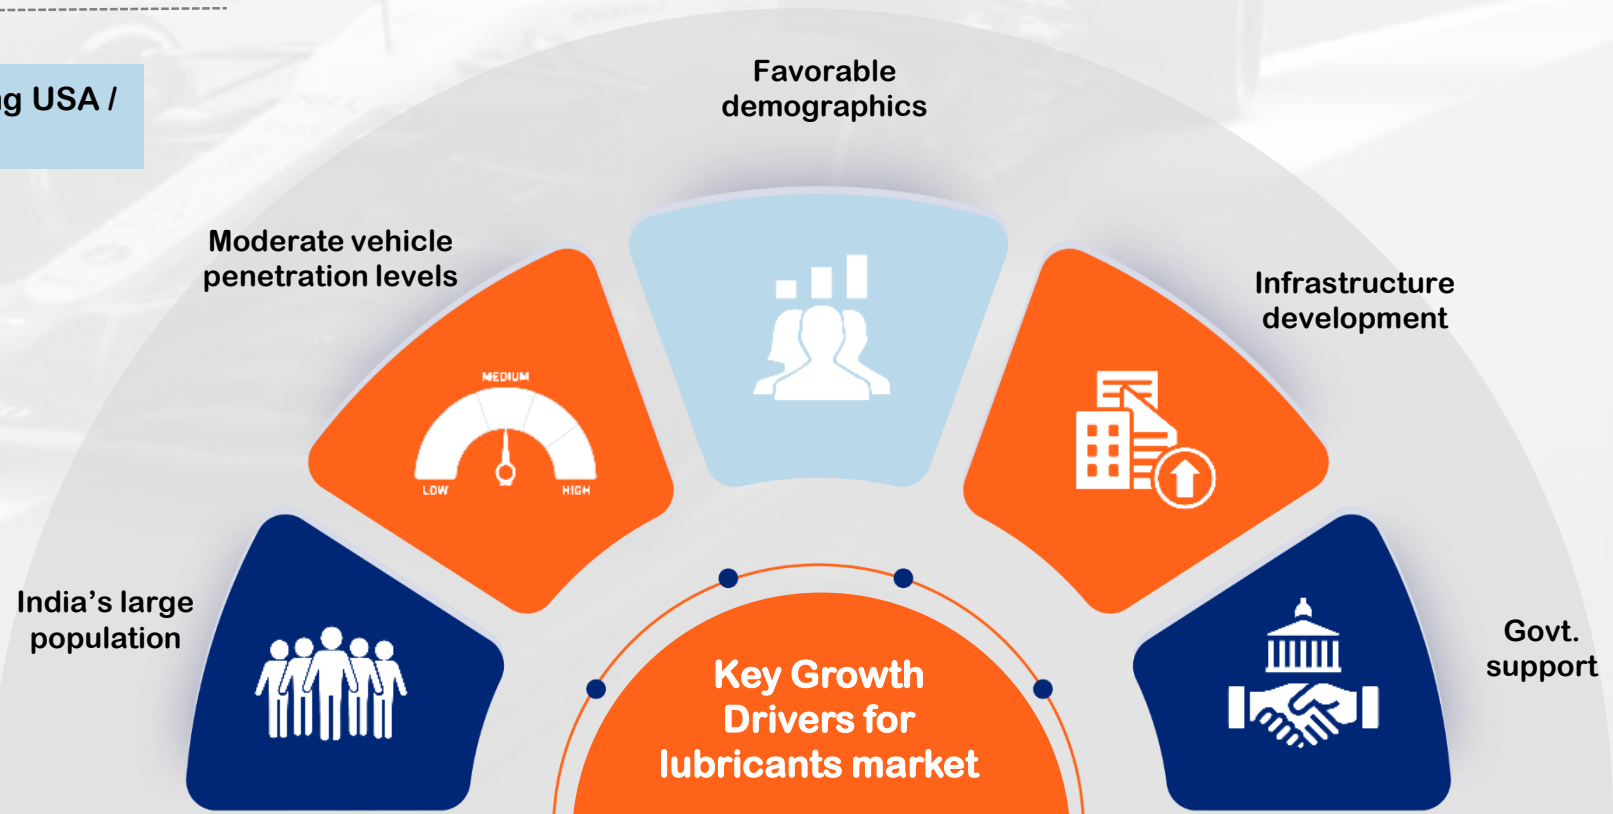 USA /
Favorable
demographics
Moderate vehicle
penetration levels
Infrastructure
development
MEDIUM
LOW
HIGH
India's large
population
Govt.
support
Key Growth
Drivers for
lubricants market